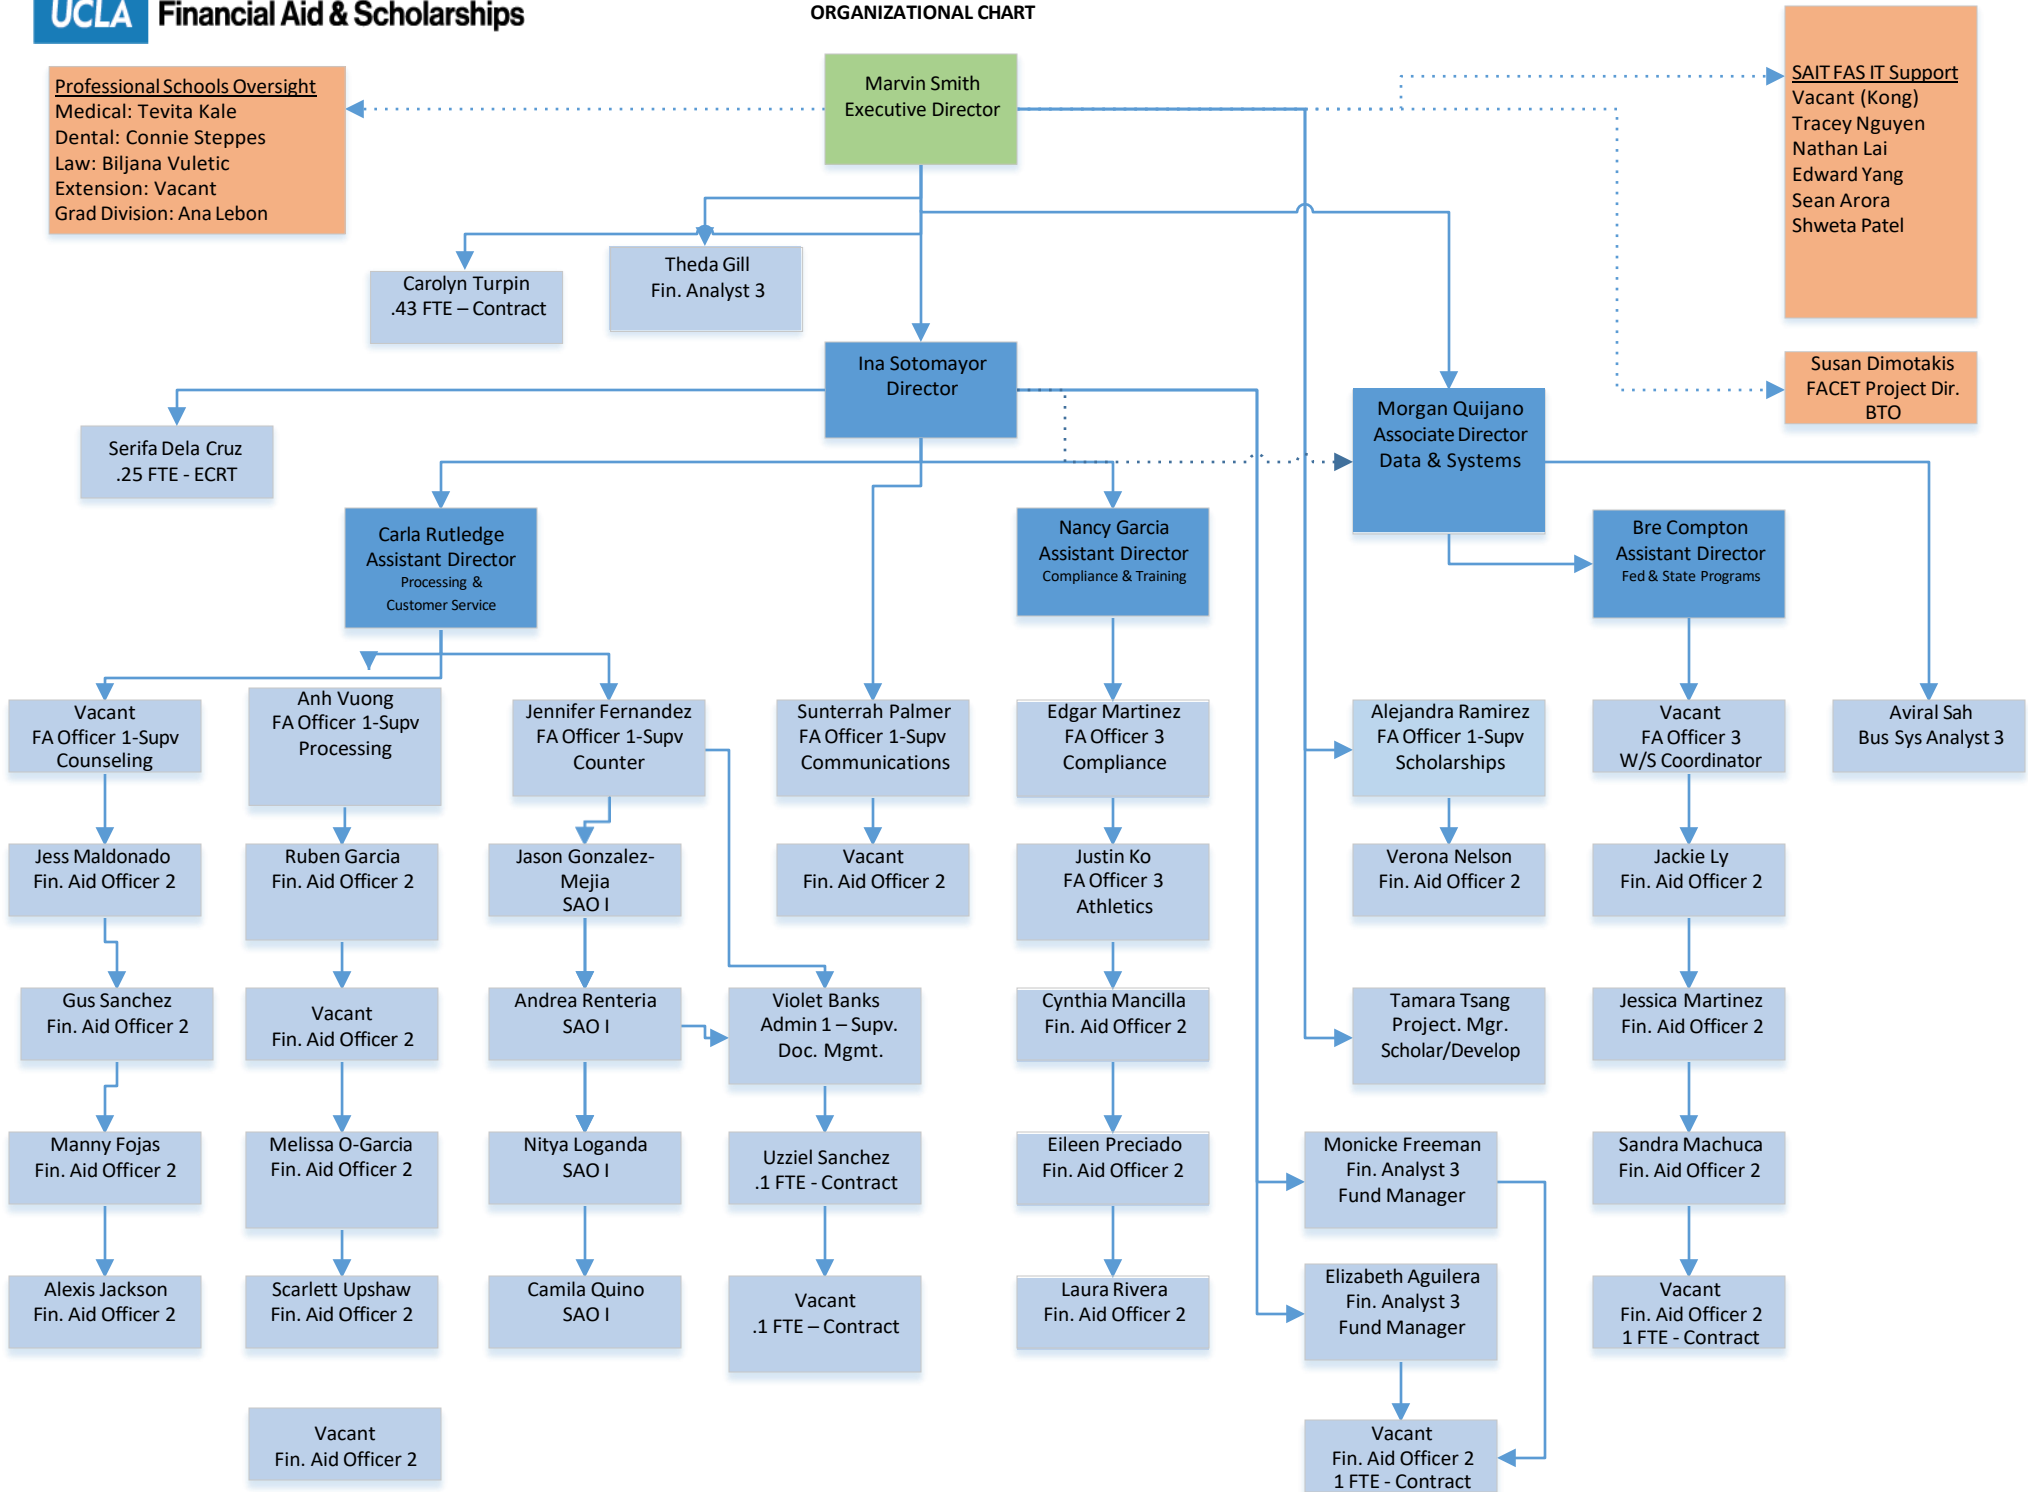 UCLA Financial Aid & Scholarships
ORGANIZATIONAL CHART
Professional Schools Oversight
Medical: Tevita Kale
Dental: Connie Steppes
Law: Biljana Vuletic
Extension: Vacant
Grad Division: Ana Lebon
Marvin Smith
Executive Director
SAIT FAS IT Support
Vacant (Kong)
Tracey Nguyen
Nathan Lai
Edward Yang
Sean Arora
Shweta Patel
Carolyn Turpin
.43 FTE – Contract
Theda Gill
Fin. Analyst 3
Ina Sotomayor
Director
Susan Dimotakis
FACET Project Dir.
BTO
Morgan Quijano
Associate Director
Data & Systems
Serifa Dela Cruz
.25 FTE - ECRT
Carla Rutledge
Assistant Director
Processing &
Customer Service
Nancy Garcia
Assistant Director
Compliance & Training
Bre Compton
Assistant Director
Fed & State Programs
Vacant
FA Officer 1-Supv
Counseling
Anh Vuong
FA Officer 1-Supv
Processing
Jennifer Fernandez
FA Officer 1-Supv
Counter
Sunterrah Palmer
FA Officer 1-Supv
Communications
Edgar Martinez
FA Officer 3
Compliance
Alejandra Ramirez
FA Officer 1-Supv
Scholarships
Vacant
FA Officer 3
W/S Coordinator
Aviral Sah
Bus Sys Analyst 3
Jess Maldonado
Fin. Aid Officer 2
Ruben Garcia
Fin. Aid Officer 2
Jason Gonzalez-
Mejia
SAO I
Vacant
Fin. Aid Officer 2
Justin Ko
FA Officer 3
Athletics
Verona Nelson
Fin. Aid Officer 2
Jackie Ly
Fin. Aid Officer 2
Gus Sanchez
Fin. Aid Officer 2
Vacant
Fin. Aid Officer 2
Andrea Renteria
SAO I
Violet Banks
Admin 1 – Supv.
Doc. Mgmt.
Cynthia Mancilla
Fin. Aid Officer 2
Tamara Tsang
Project. Mgr.
Scholar/Develop
Jessica Martinez
Fin. Aid Officer 2
Manny Fojas
Fin. Aid Officer 2
Melissa O-Garcia
Fin. Aid Officer 2
Nitya Loganda
SAO I
Uzziel Sanchez
.1 FTE - Contract
Eileen Preciado
Fin. Aid Officer 2
Monicke Freeman
Fin. Analyst 3
Fund Manager
Sandra Machuca
Fin. Aid Officer 2
Alexis Jackson
Fin. Aid Officer 2
Scarlett Upshaw
Fin. Aid Officer 2
Camila Quino
SAO I
Vacant
.1 FTE – Contract
Laura Rivera
Fin. Aid Officer 2
Elizabeth Aguilera
Fin. Analyst 3
Fund Manager
Vacant
Fin. Aid Officer 2
1 FTE - Contract
Vacant
Fin. Aid Officer 2
Vacant
Fin. Aid Officer 2
1 FTE - Contract